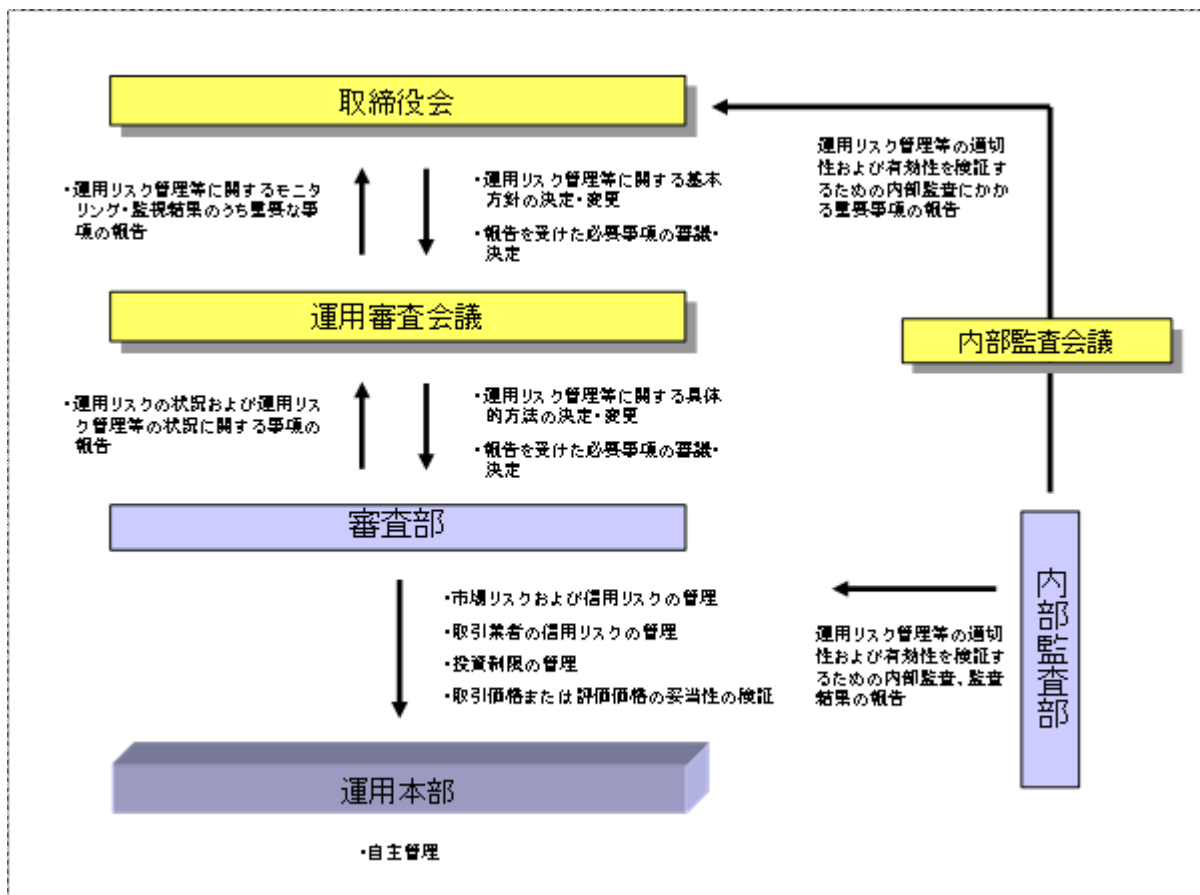 取締役会
・運用リスク管理等に関するモニ
タリング・監視結果のうち重要な事
項の報告
・運用リスク管理等に関する基本
方針の決定・変更
・報告を受けた必要事項の審議・
決定
運用リスク管理等の適切
性および有効性を検証す
るための内部監査にかか
る重要事項の報告
運用審査会議
内部監査会議
・運用リスクの状況および運用リス
ク管理等の状況に関する事項の
報告
・運用リスク管理等に関する具体
的方法の決定・変更
・報告を受けた必要事項の審議・
決定
審査部
内部監査部
・市場リスクおよび信用リスクの管理
・取引業者の信用リスクの管理
・投資制限の管理
・取引価格または評価価格の妥当性の検証
運用リスク管理等の適
切性および有効性を検証す
るための内部監査、監査
結果の報告
運用本部
・自主管理